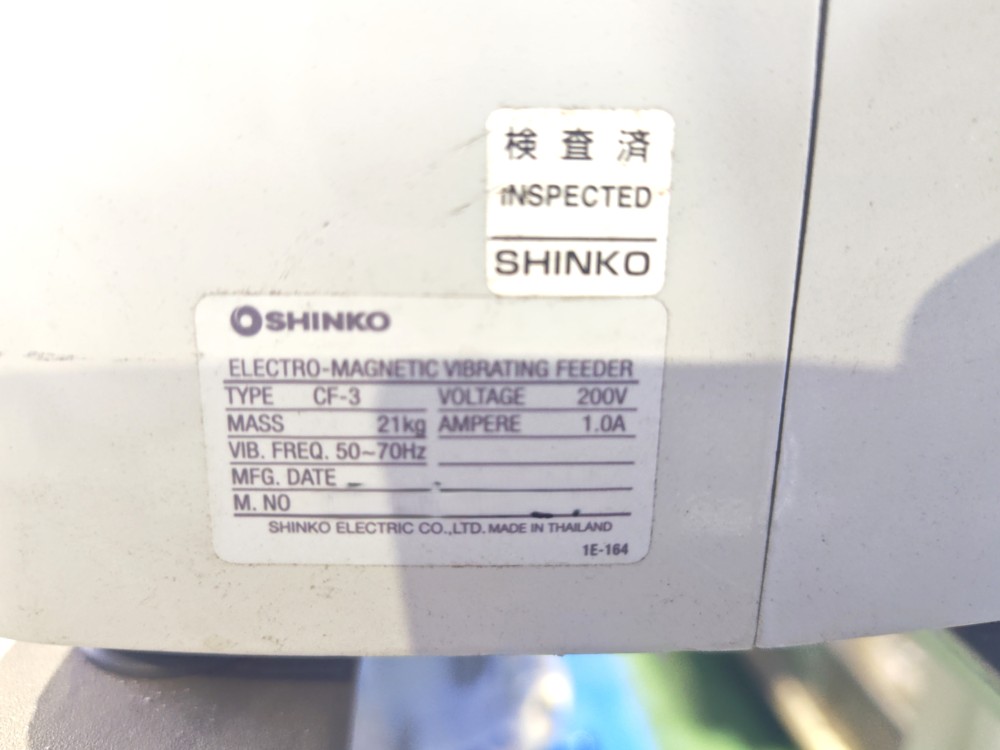 検査済
INSPECTED
SHINKO
SHINKO
ELECTRO-MAGNETIC VIBRATING FEEDER
TYPE CF-3 VOLTAGE 200V
MASS 21kg AMPERE 1.0A
VIB. FREQ. 50~70Hz
MFG. DATE
M. NO
SHINKO ELECTRIC CO.,LTD. MADE IN THAILAND
1E-164